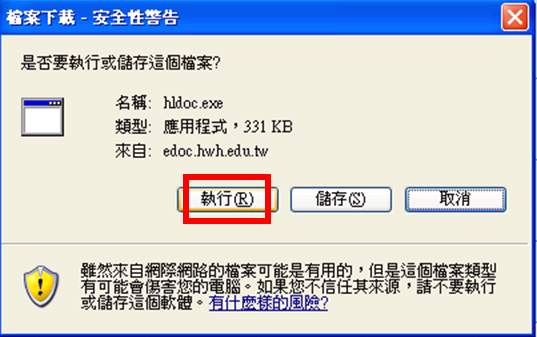 檔案下載 - 安全性警告
是否要執行或儲存這個檔案?
名稱: hldoc.exe
類型: 應用程式，331 KB
來自: edoc.hwh.edu.tw
執行(R) 儲存(S) 取消
雖然來自網際網路的檔案可能是有用的，但是這個檔案類型
有可能會傷害您的電腦。如果您不信任其來源，請不要執行
或儲存這個軟體。有什麼樣的風險?